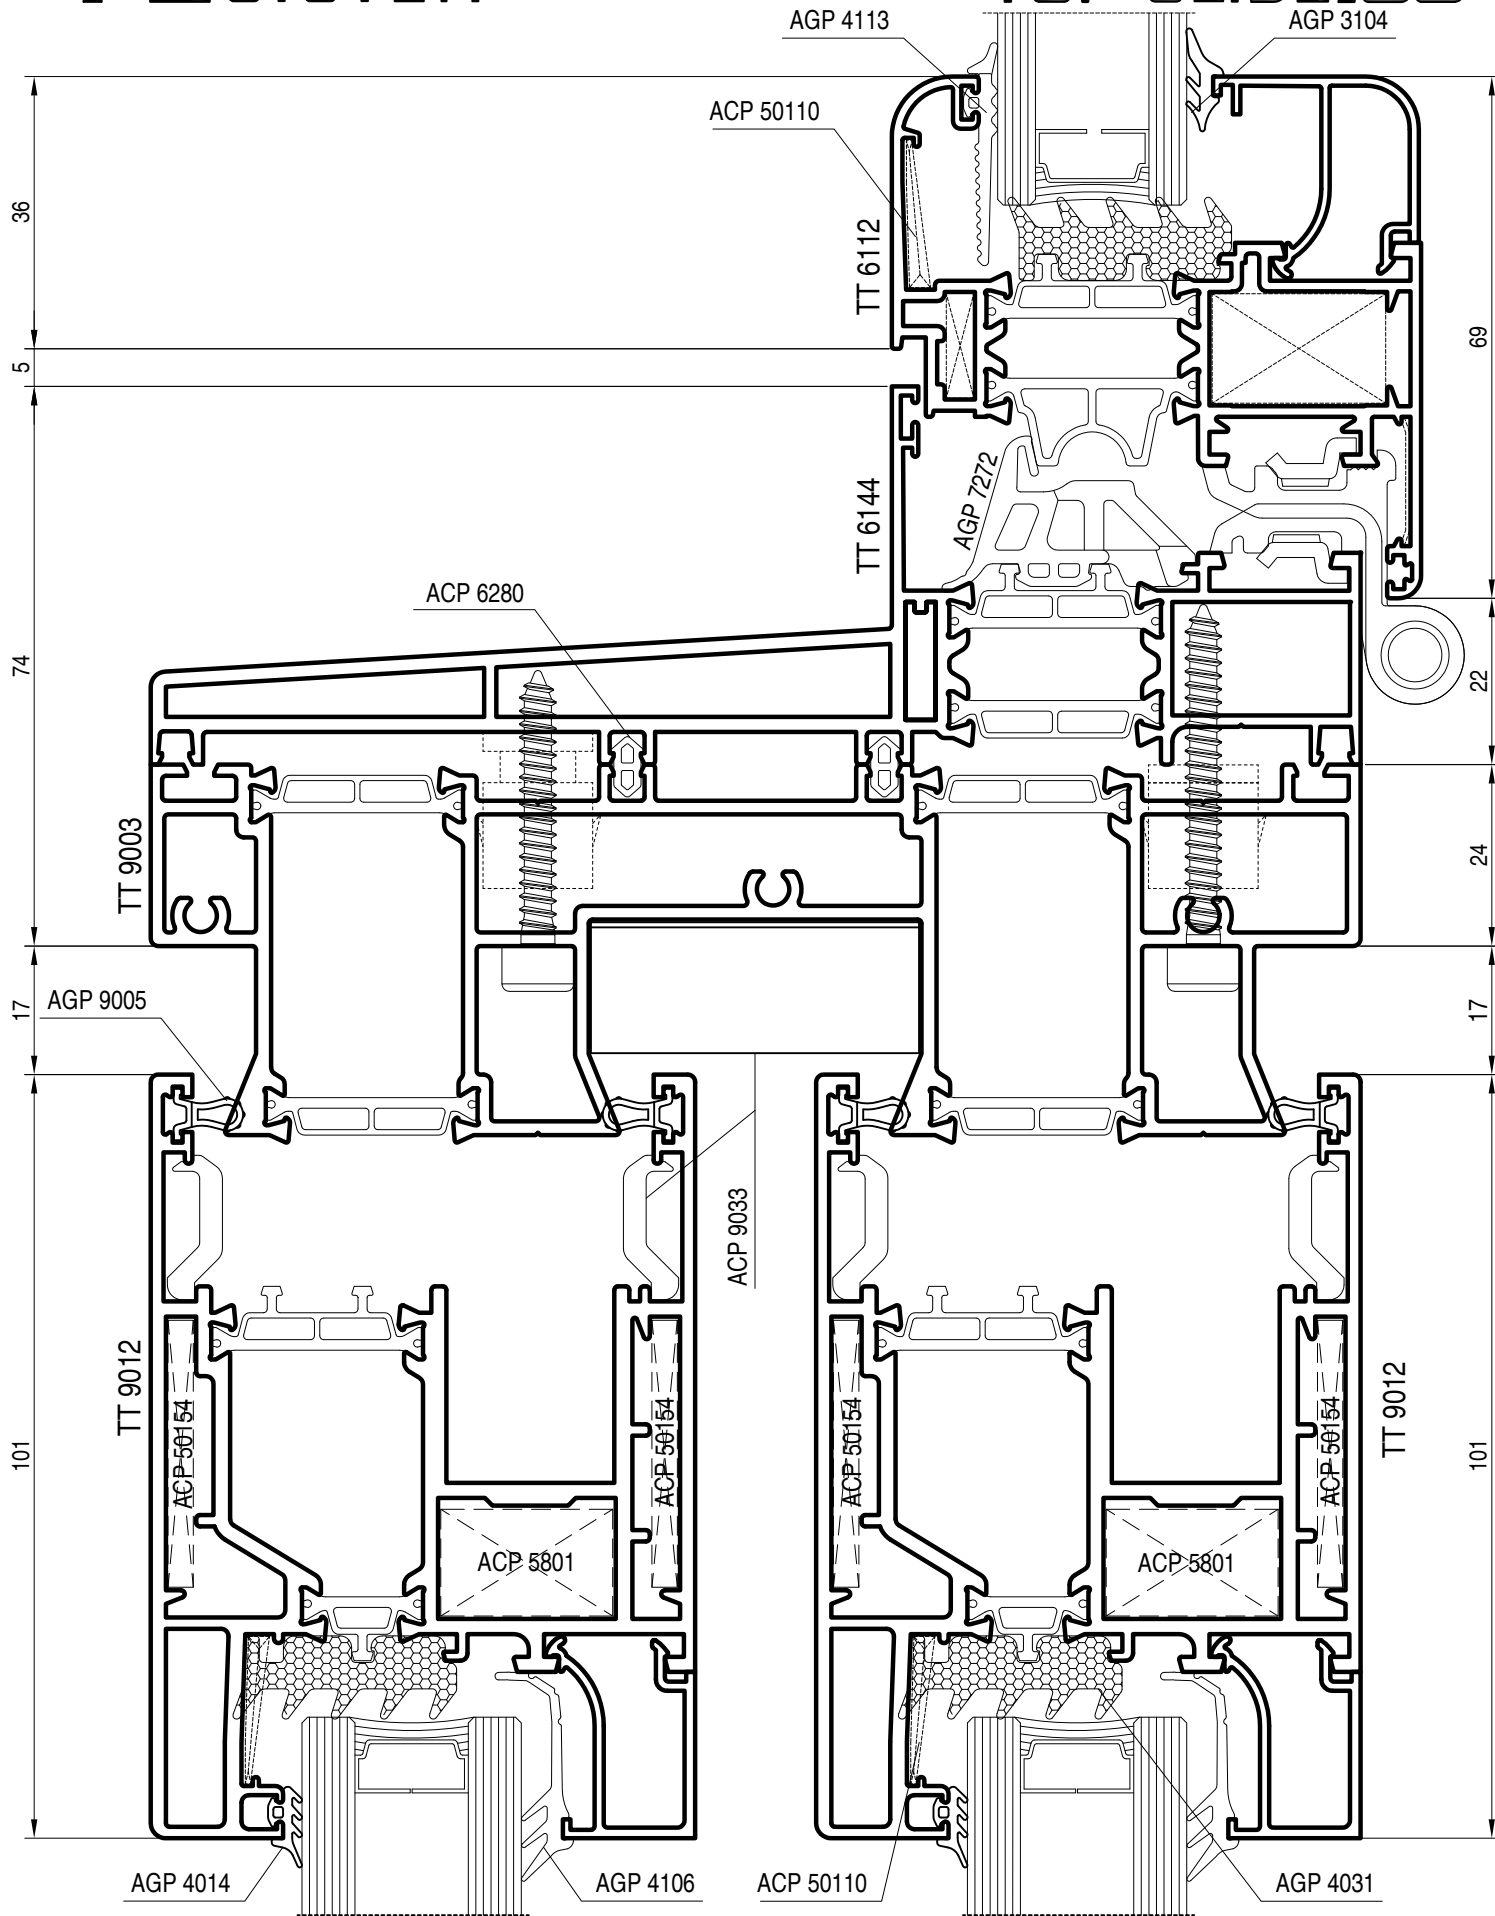 AGP 4113
AGP 3104
ACP 50110
36
TT 6112
69
5
AGP 7272
TT 6144
ACP 6280
74
22
TT 9003
24
17
AGP 9005
17
ACP 9033
TT 9012
ACP 50154
ACP 50154
ACP 50154
ACP 50154
TT 9012
101
101
ACP 5801
ACP 5801
AGP 4014
AGP 4106
ACP 50110
AGP 4031